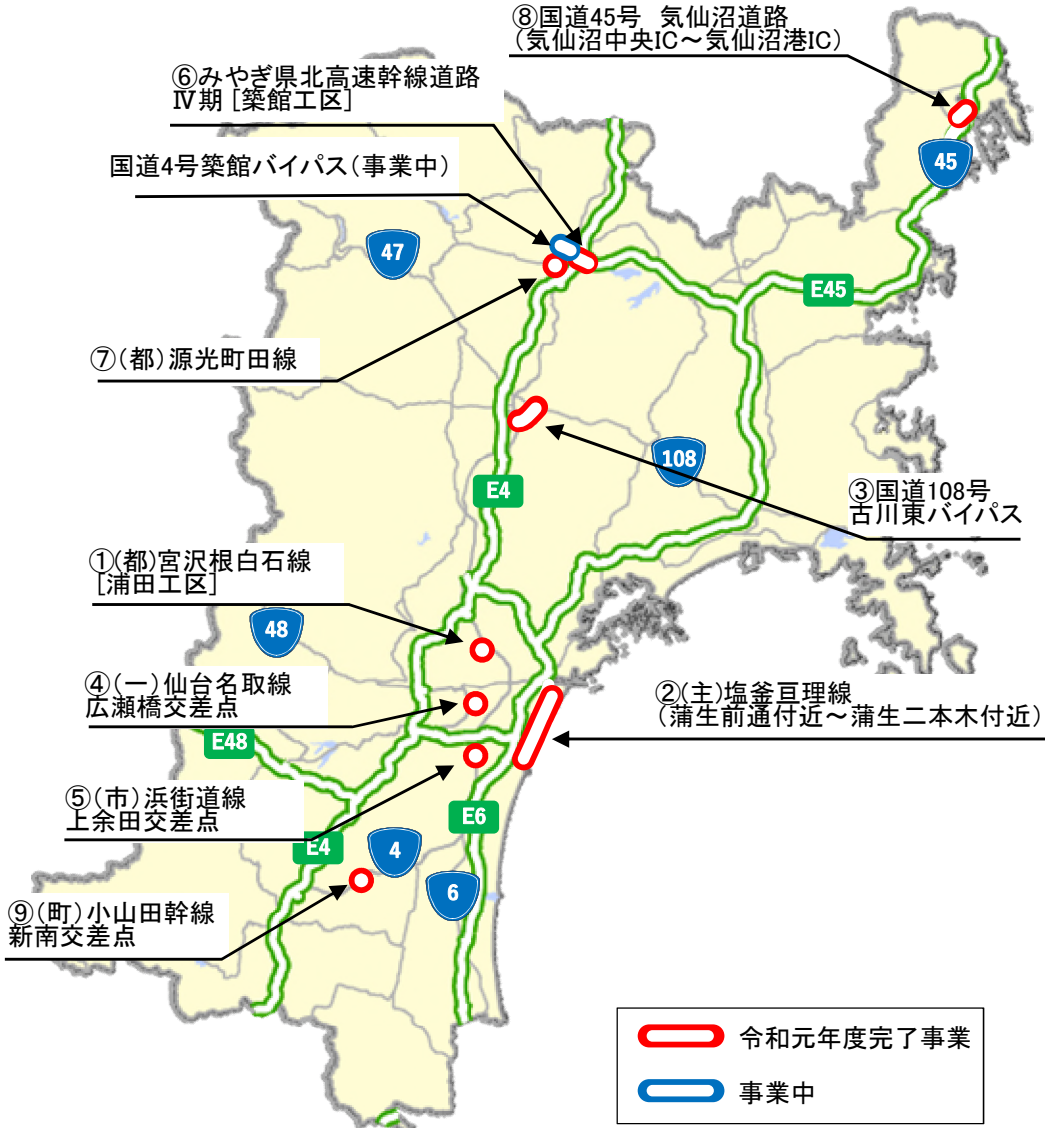 ⑧国道45号 気仙沼道路
(気仙沼中央IC~気仙沼港IC)
⑥みやぎ県北高速幹線道路
Ⅳ期 [築館工区]
国道4号築館バイパス(事業中)
45
47
E45
⑦(都)源光町田線
108
E4
③国道108号
古川東バイパス
①(都)宮沢根白石線
[浦田工区]
48
④(一)仙台名取線
広瀬橋交差点
②(主)塩釜亘理線
(蒲生前通付近~蒲生二本木付近)
E48
⑤(市)浜街道線
上余田交差点
E6
E4
4
6
⑨(町)小山田幹線
新南交差点
令和元年度完了事業
事業中